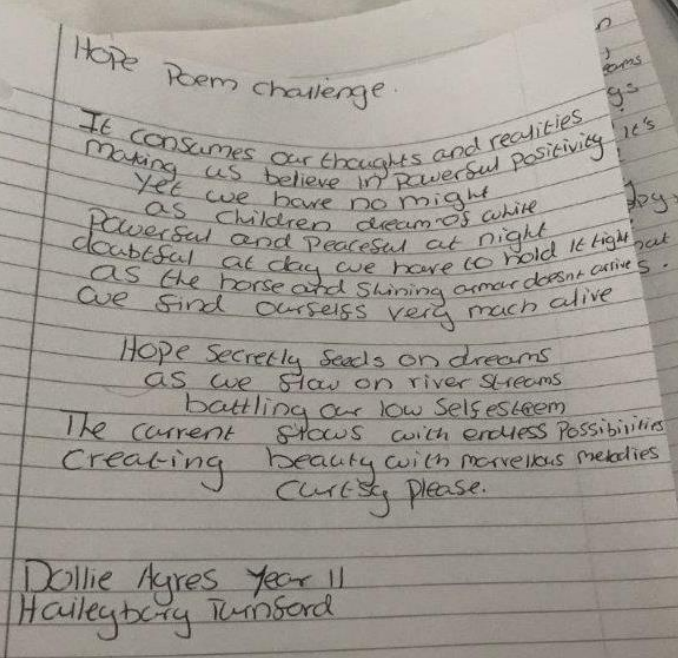 Hope Poem Challenge.
It consumes our thoughts and realities
making us believe in powerful positivity
yet we have no might
as children dream of white
powerful and peaceful at night
doubtful at day we have to hold it tight
as the horse and shining armar doesnt arrive
we find ourselfs very much alive
Hope secretly feeds on dreams
as we flow on river streams
battling our low self esteem
The current flows with endless possibilities
creating beauty with marvellous melodies
curtsy please.
Dollie Ayres Year 11
Haileybury Turnford
it's